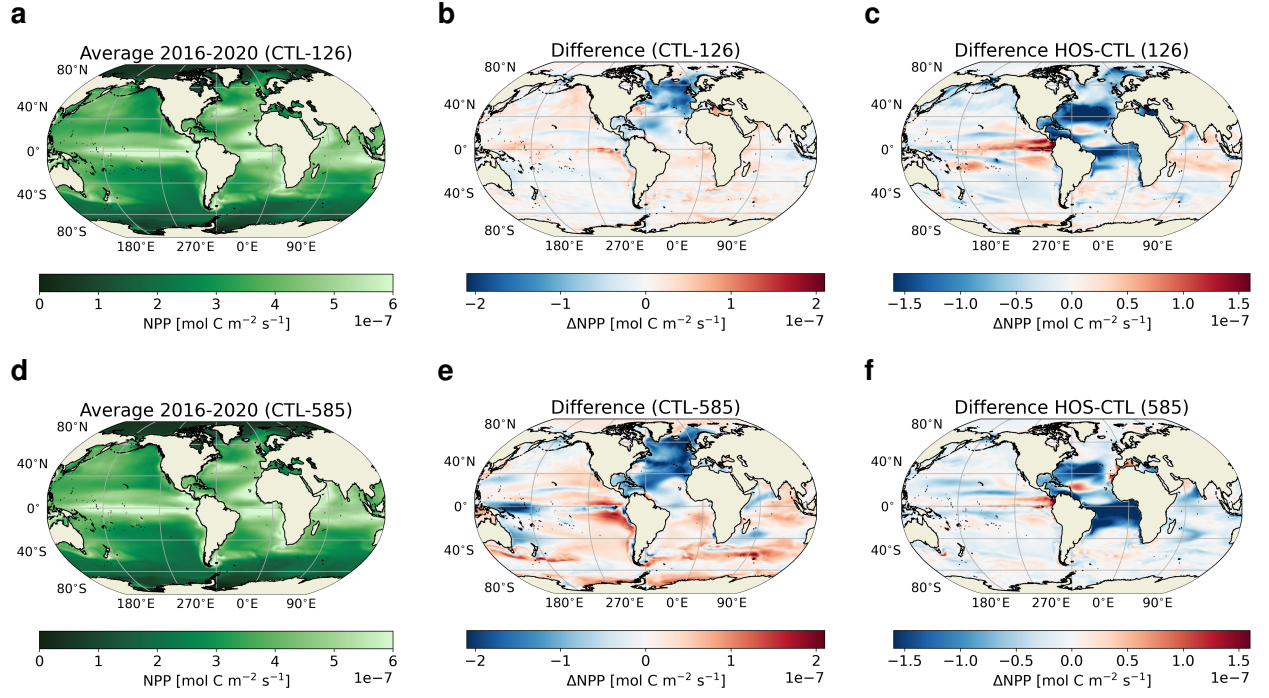 a
Average 2016-2020 (CTL-126)
80°N
40°N
0°
40°S
80°S
180°E 270°E 0°E 90°E
0 1 2 3 4 5 6
NPP [mol C m⁻² s⁻¹] 1e−7
b
Difference (CTL-126)
80°N
40°N
0°
40°S
80°S
180°E 270°E 0°E 90°E
−2 −1 0 1 2
ΔNPP [mol C m⁻² s⁻¹] 1e−7
c
Difference HOS-CTL (126)
80°N
40°N
0°
40°S
80°S
180°E 270°E 0°E 90°E
−1.5 −1.0 −0.5 0.0 0.5 1.0 1.5
ΔNPP [mol C m⁻² s⁻¹] 1e−7
d
Average 2016-2020 (CTL-585)
80°N
40°N
0°
40°S
80°S
180°E 270°E 0°E 90°E
0 1 2 3 4 5 6
NPP [mol C m⁻² s⁻¹] 1e−7
e
Difference (CTL-585)
80°N
40°N
0°
40°S
80°S
180°E 270°E 0°E 90°E
−2 −1 0 1 2
ΔNPP [mol C m⁻² s⁻¹] 1e−7
f
Difference HOS-CTL (585)
80°N
40°N
0°
40°S
80°S
180°E 270°E 0°E 90°E
−1.5 −1.0 −0.5 0.0 0.5 1.0 1.5
ΔNPP [mol C m⁻² s⁻¹] 1e−7